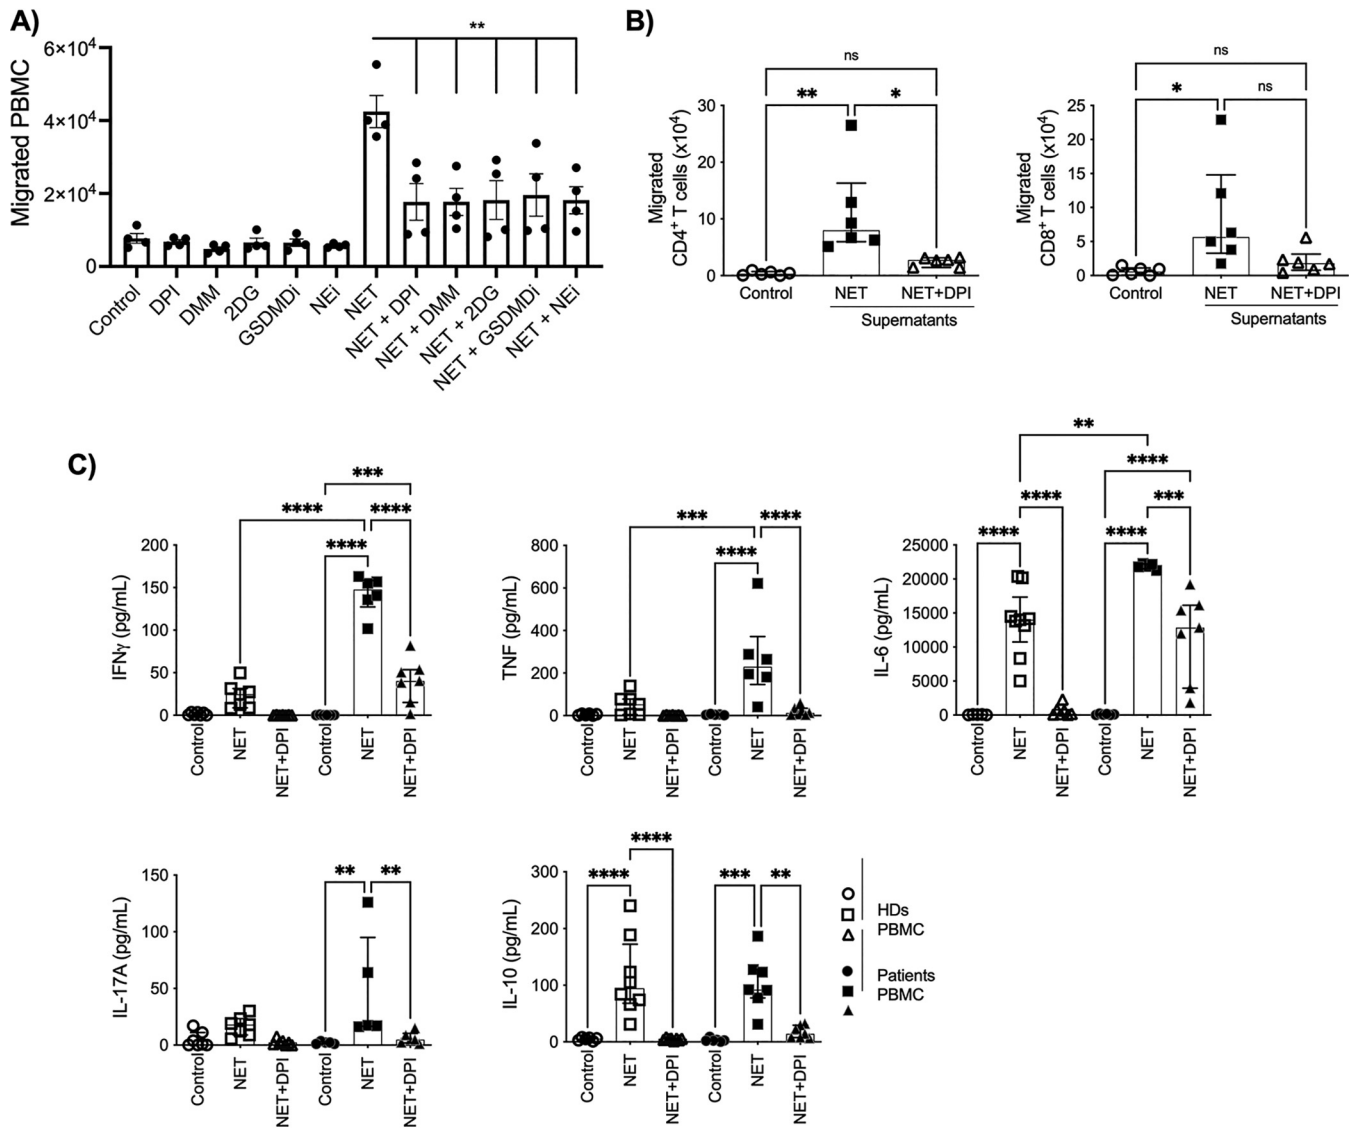 A)
Migrated PBMC
6×10⁴
4×10⁴
2×10⁴
0
**
Control
DPI
DMM
2DG
GSDMDi
NEi
NET
NET + DPI
NET + DMM
NET + 2DG
NET + GSDMDi
NET + NEi
B)
Migrated
CD4⁺ T cells (x10⁴)
30
20
10
0
ns
** *
Control NET NET+DPI
Supernatants
Migrated
CD8⁺ T cells (x10⁴)
25
20
15
10
5
0
ns
* ns
Control NET NET+DPI
Supernatants
C)
IFNγ (pg/mL)
200
150
100
50
0
***
**** ****
****
Control
NET
NET+DPI
Control
NET
NET+DPI
TNF (pg/mL)
800
600
400
200
0
*** ****
****
Control
NET
NET+DPI
Control
NET
NET+DPI
IL-6 (pg/mL)
25000
20000
15000
10000
5000
0
**
****
**** ***
**** ****
Control
NET
NET+DPI
Control
NET
NET+DPI
IL-17A (pg/mL)
150
100
50
0
** **
Control
NET
NET+DPI
Control
NET
NET+DPI
IL-10 (pg/mL)
300
200
100
0
****
**** *** **
Control
NET
NET+DPI
Control
NET
NET+DPI
HDs
PBMC
Patients
PBMC